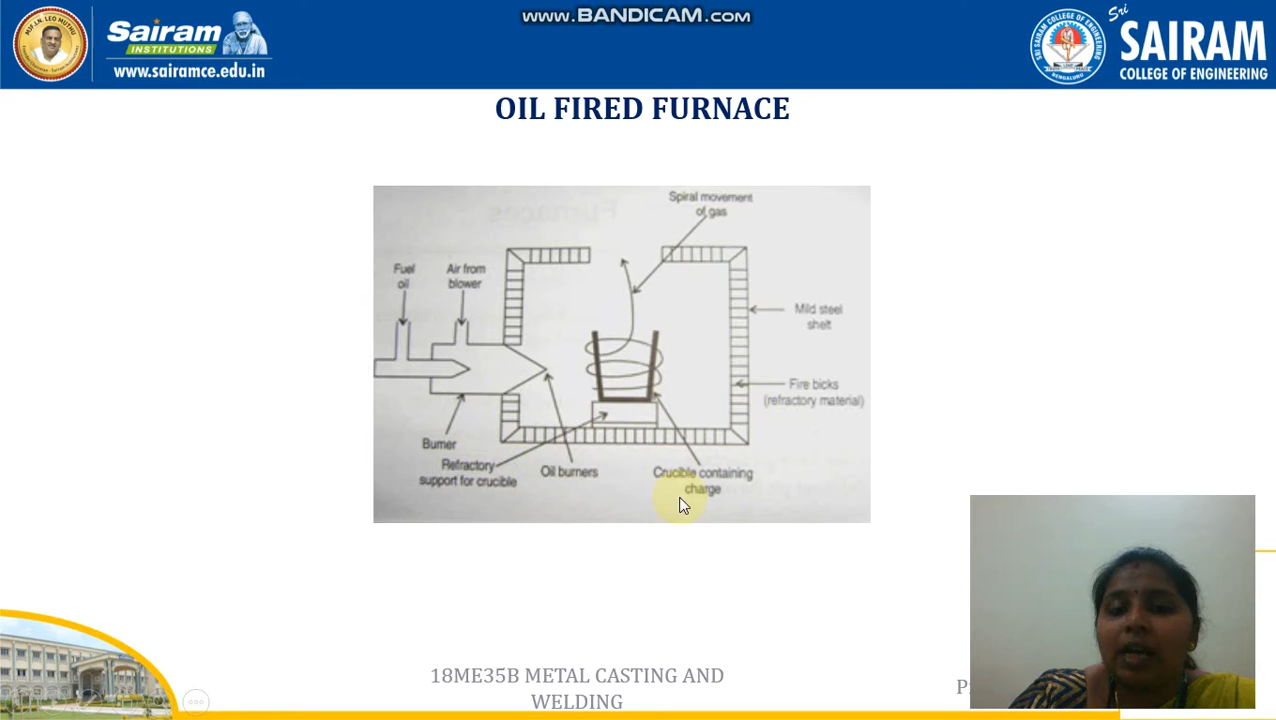 www.BANDICAM.com
Sairam
INSTITUTIONS
www.sairamce.edu.in
Sri
SAIRAM
COLLEGE OF ENGINEERING
OIL FIRED FURNACE
Spiral movement
of gas
Fuel
oil
Air from
blower
Mild steel
shelt
Fire bicks
(refractory material)
Burner
Refractory
support for crucible
Oil burners
Crucible containing
charge
18ME35B METAL CASTING AND
WELDING